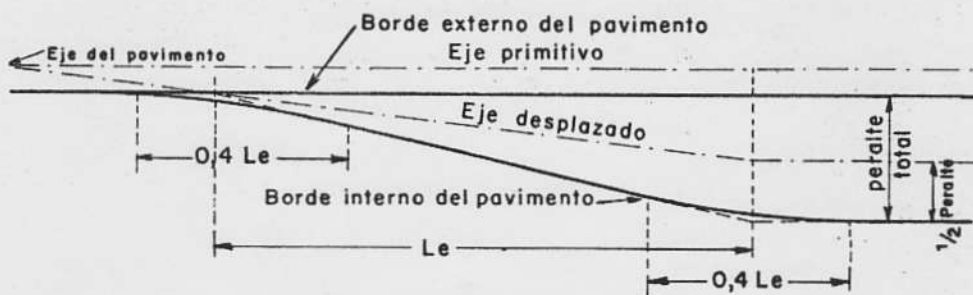 Borde externo del pavimento
Eje del pavimento
Eje primitivo
Eje desplazado
0,4 Le
peralte
total
Borde interno del pavimento
1/2 Peralte
Le
0,4 Le